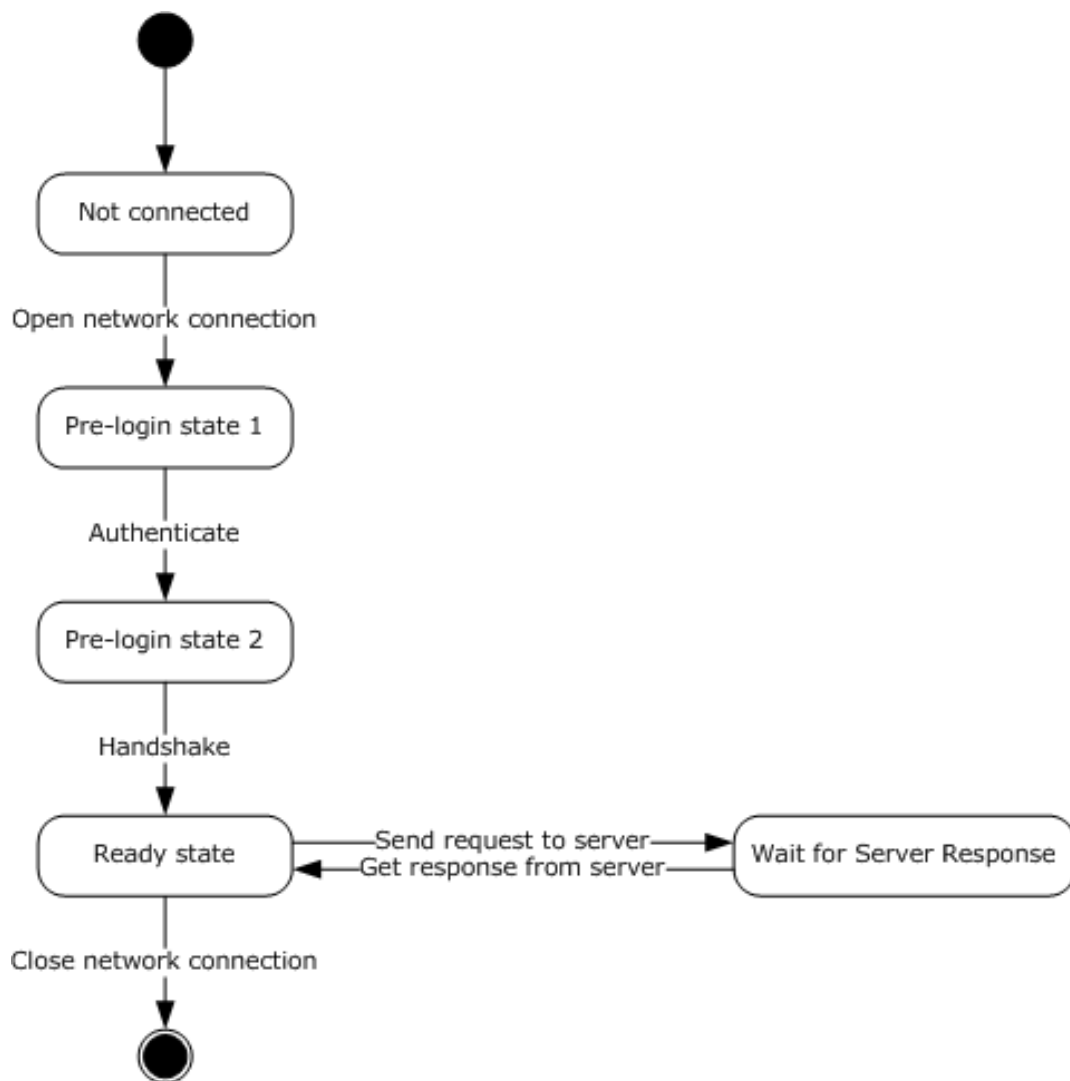 Not connected
Open network connection
Pre-login state 1
Authenticate
Pre-login state 2
Handshake
Ready state
Send request to server
Get response from server
Wait for Server Response
Close network connection